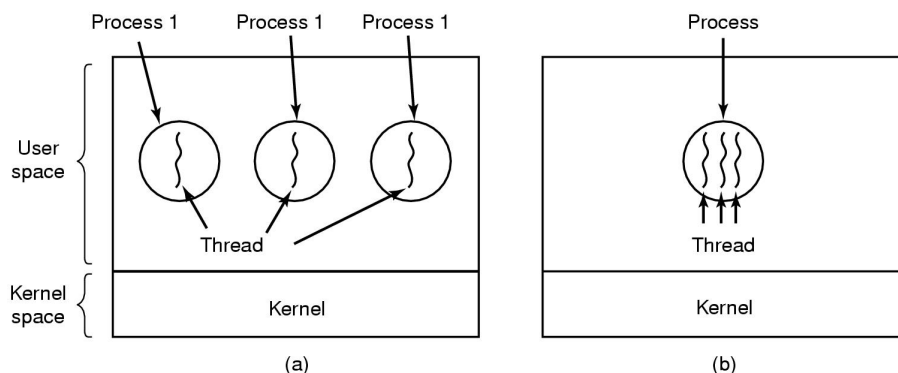 Process 1 Process 1 Process 1 Process
User
space
Thread Thread
Kernel
space
Kernel Kernel
(a) (b)